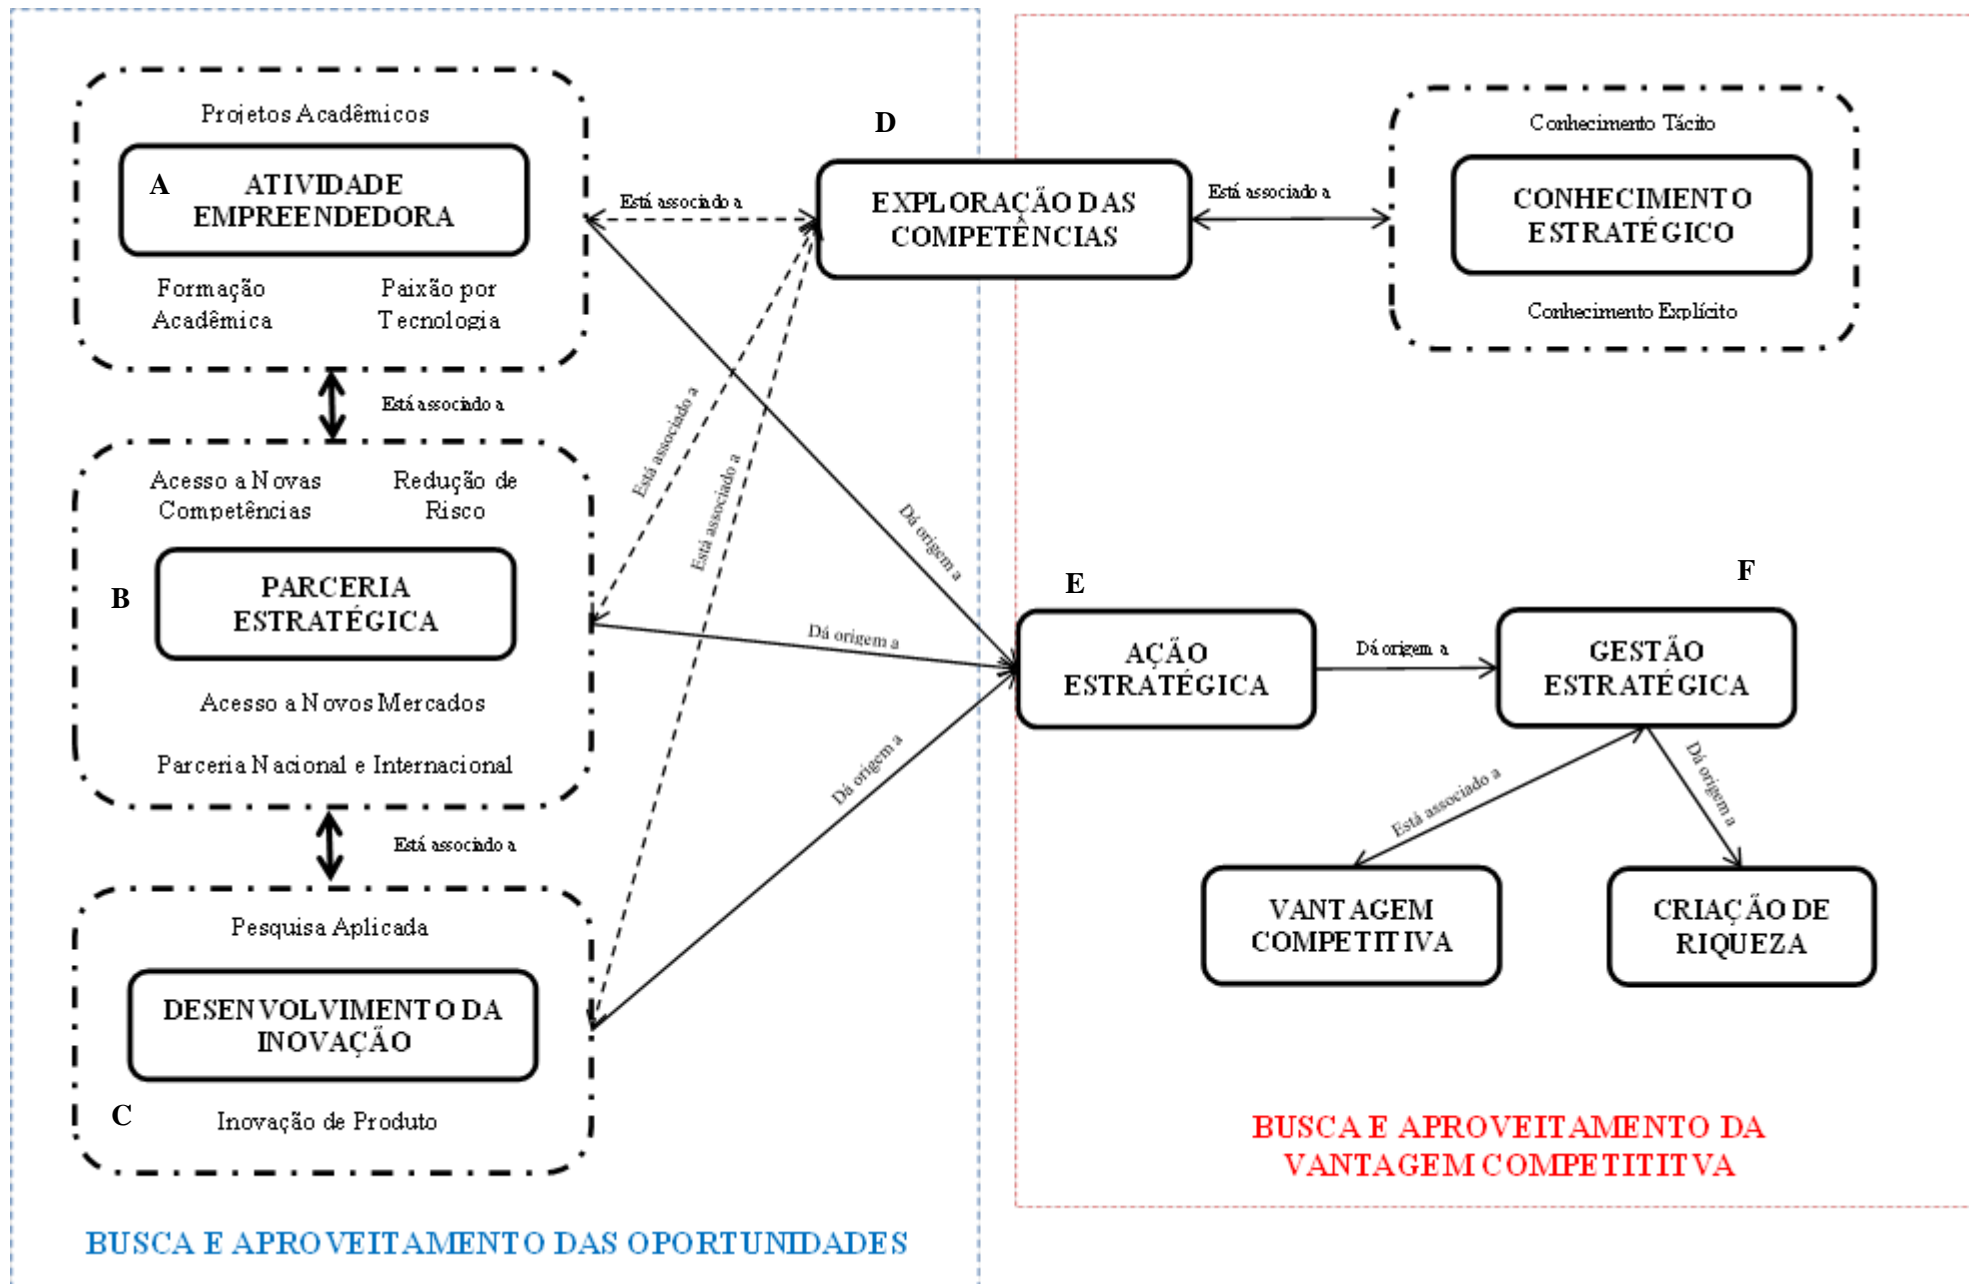 Projetos Acadêmicos
A
ATIVIDADE
EMPREENDEDORA
Formação
Acadêmica
Paixão por
Tecnologia
Está associado a
Acesso a Novas
Competências
Redução de
Risco
B
PARCERIA
ESTRATÉGICA
Acesso a Novos Mercados
Parceria Nacional e Internacional
Está associado a
Pesquisa Aplicada
DESENVOLVIMENTO DA
INOVAÇÃO
C
Inovação de Produto
BUSCA E APROVEITAMENTO DAS OPORTUNIDADES
Está associado a
Está associado a
Está associado a
Dá origem a
Dá origem a
Dá origem a
D
EXPLORAÇÃO DAS
COMPETÊNCIAS
Está associado a
Conhecimento Tácito
CONHECIMENTO
ESTRATÉGICO
Conhecimento Explícito
E
AÇÃO
ESTRATÉGICA
Dá origem a
F
GESTÃO
ESTRATÉGICA
Está associado a
Dá origem a
VANTAGEM
COMPETITIVA
CRIAÇÃO DE
RIQUEZA
BUSCA E APROVEITAMENTO DA
VANTAGEM COMPETITITVA